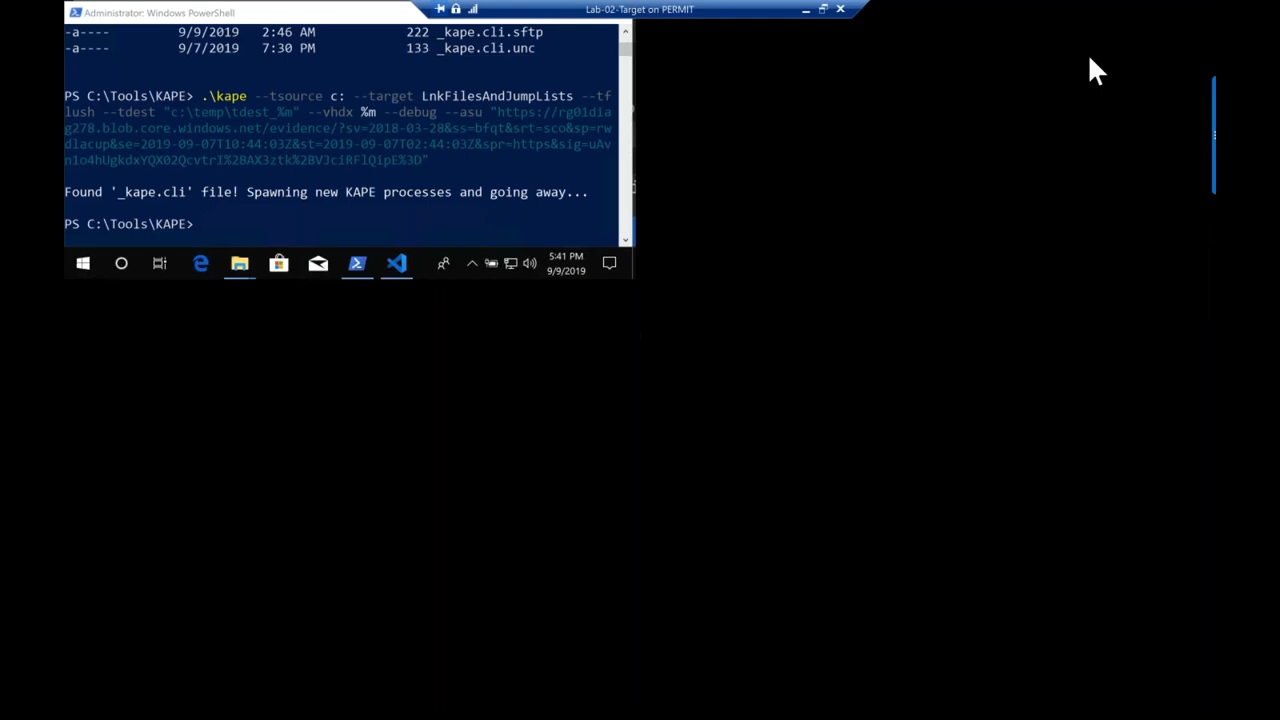 Administrator: Windows PowerShell
Lab-02-Target on PERMIT
-a---- 9/9/2019 2:46 AM 222 _kape.cli.sftp
-a---- 9/7/2019 7:30 PM 133 _kape.cli.unc
PS C:\Tools\KAPE> .\kape --tsource c: --target LnkFilesAndJumpLists --tf
lush --tdest "c:\temp\tdest_%m" --vhdx %m --debug --asu "https://rg01dia
g278.blob.core.windows.net/evidence/?sv=2018-03-28&ss=bfqt&srt=sco&sp=rw
dlacup&se=2019-09-07T10:44:03Z&st=2019-09-07T02:44:03Z&spr=https&sig=uAv
n1o4hUgkdxYQX02QcvtrI%2BAX3ztk%2BVJciRFlQipE%3D"
Found '_kape.cli' file! Spawning new KAPE processes and going away...
PS C:\Tools\KAPE>
5:41 PM
9/9/2019